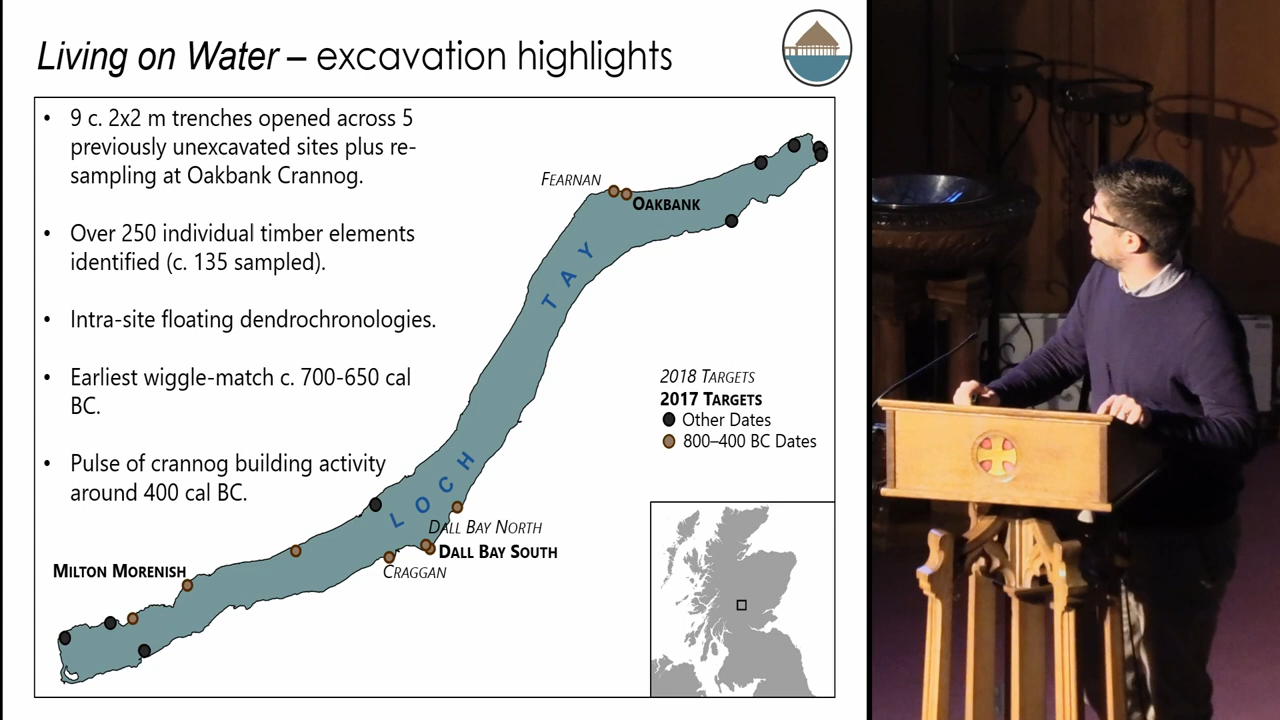 Living on Water – excavation highlights
• 9 c. 2x2 m trenches opened across 5
previously unexcavated sites plus re-
sampling at Oakbank Crannog.
• Over 250 individual timber elements
identified (c. 135 sampled).
• Intra-site floating dendrochronologies.
• Earliest wiggle-match c. 700-650 cal
BC.
• Pulse of crannog building activity
around 400 cal BC.
FEARNAN
OAKBANK
LOCH TAY
2018 TARGETS
2017 TARGETS
Other Dates
800–400 BC Dates
DALL BAY NORTH
DALL BAY SOUTH
CRAGGAN
MILTON MORENISH